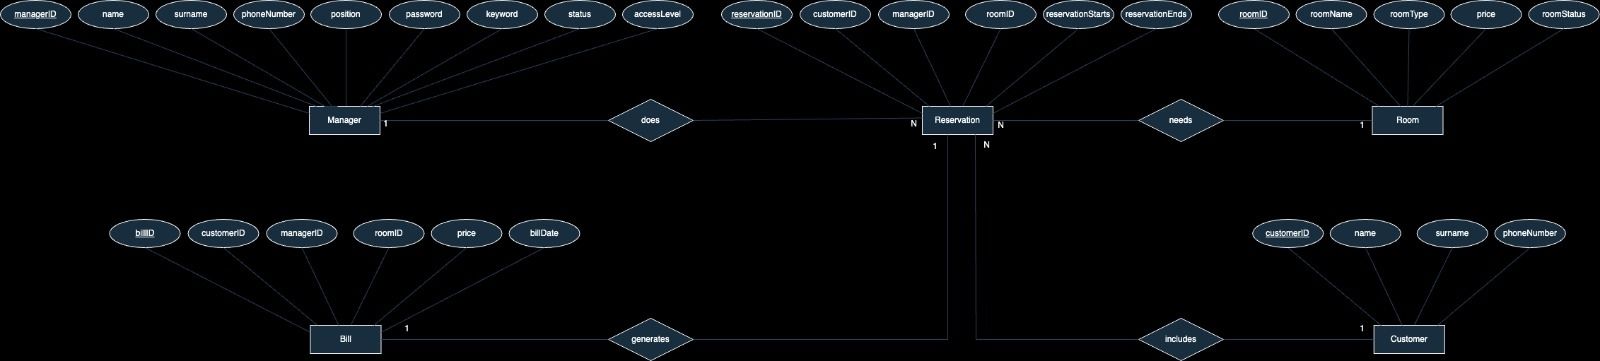 managerID name surname phoneNumber position password keyword status accessLevel reservationID customerID managerID roomID reservationStarts reservationEnds roomID roomName roomType price roomStatus
Manager 1 does N Reservation N needs 1 Room
1 N
billID customerID managerID roomID price billDate customerID name surname phoneNumber
1 1
Bill generates includes Customer